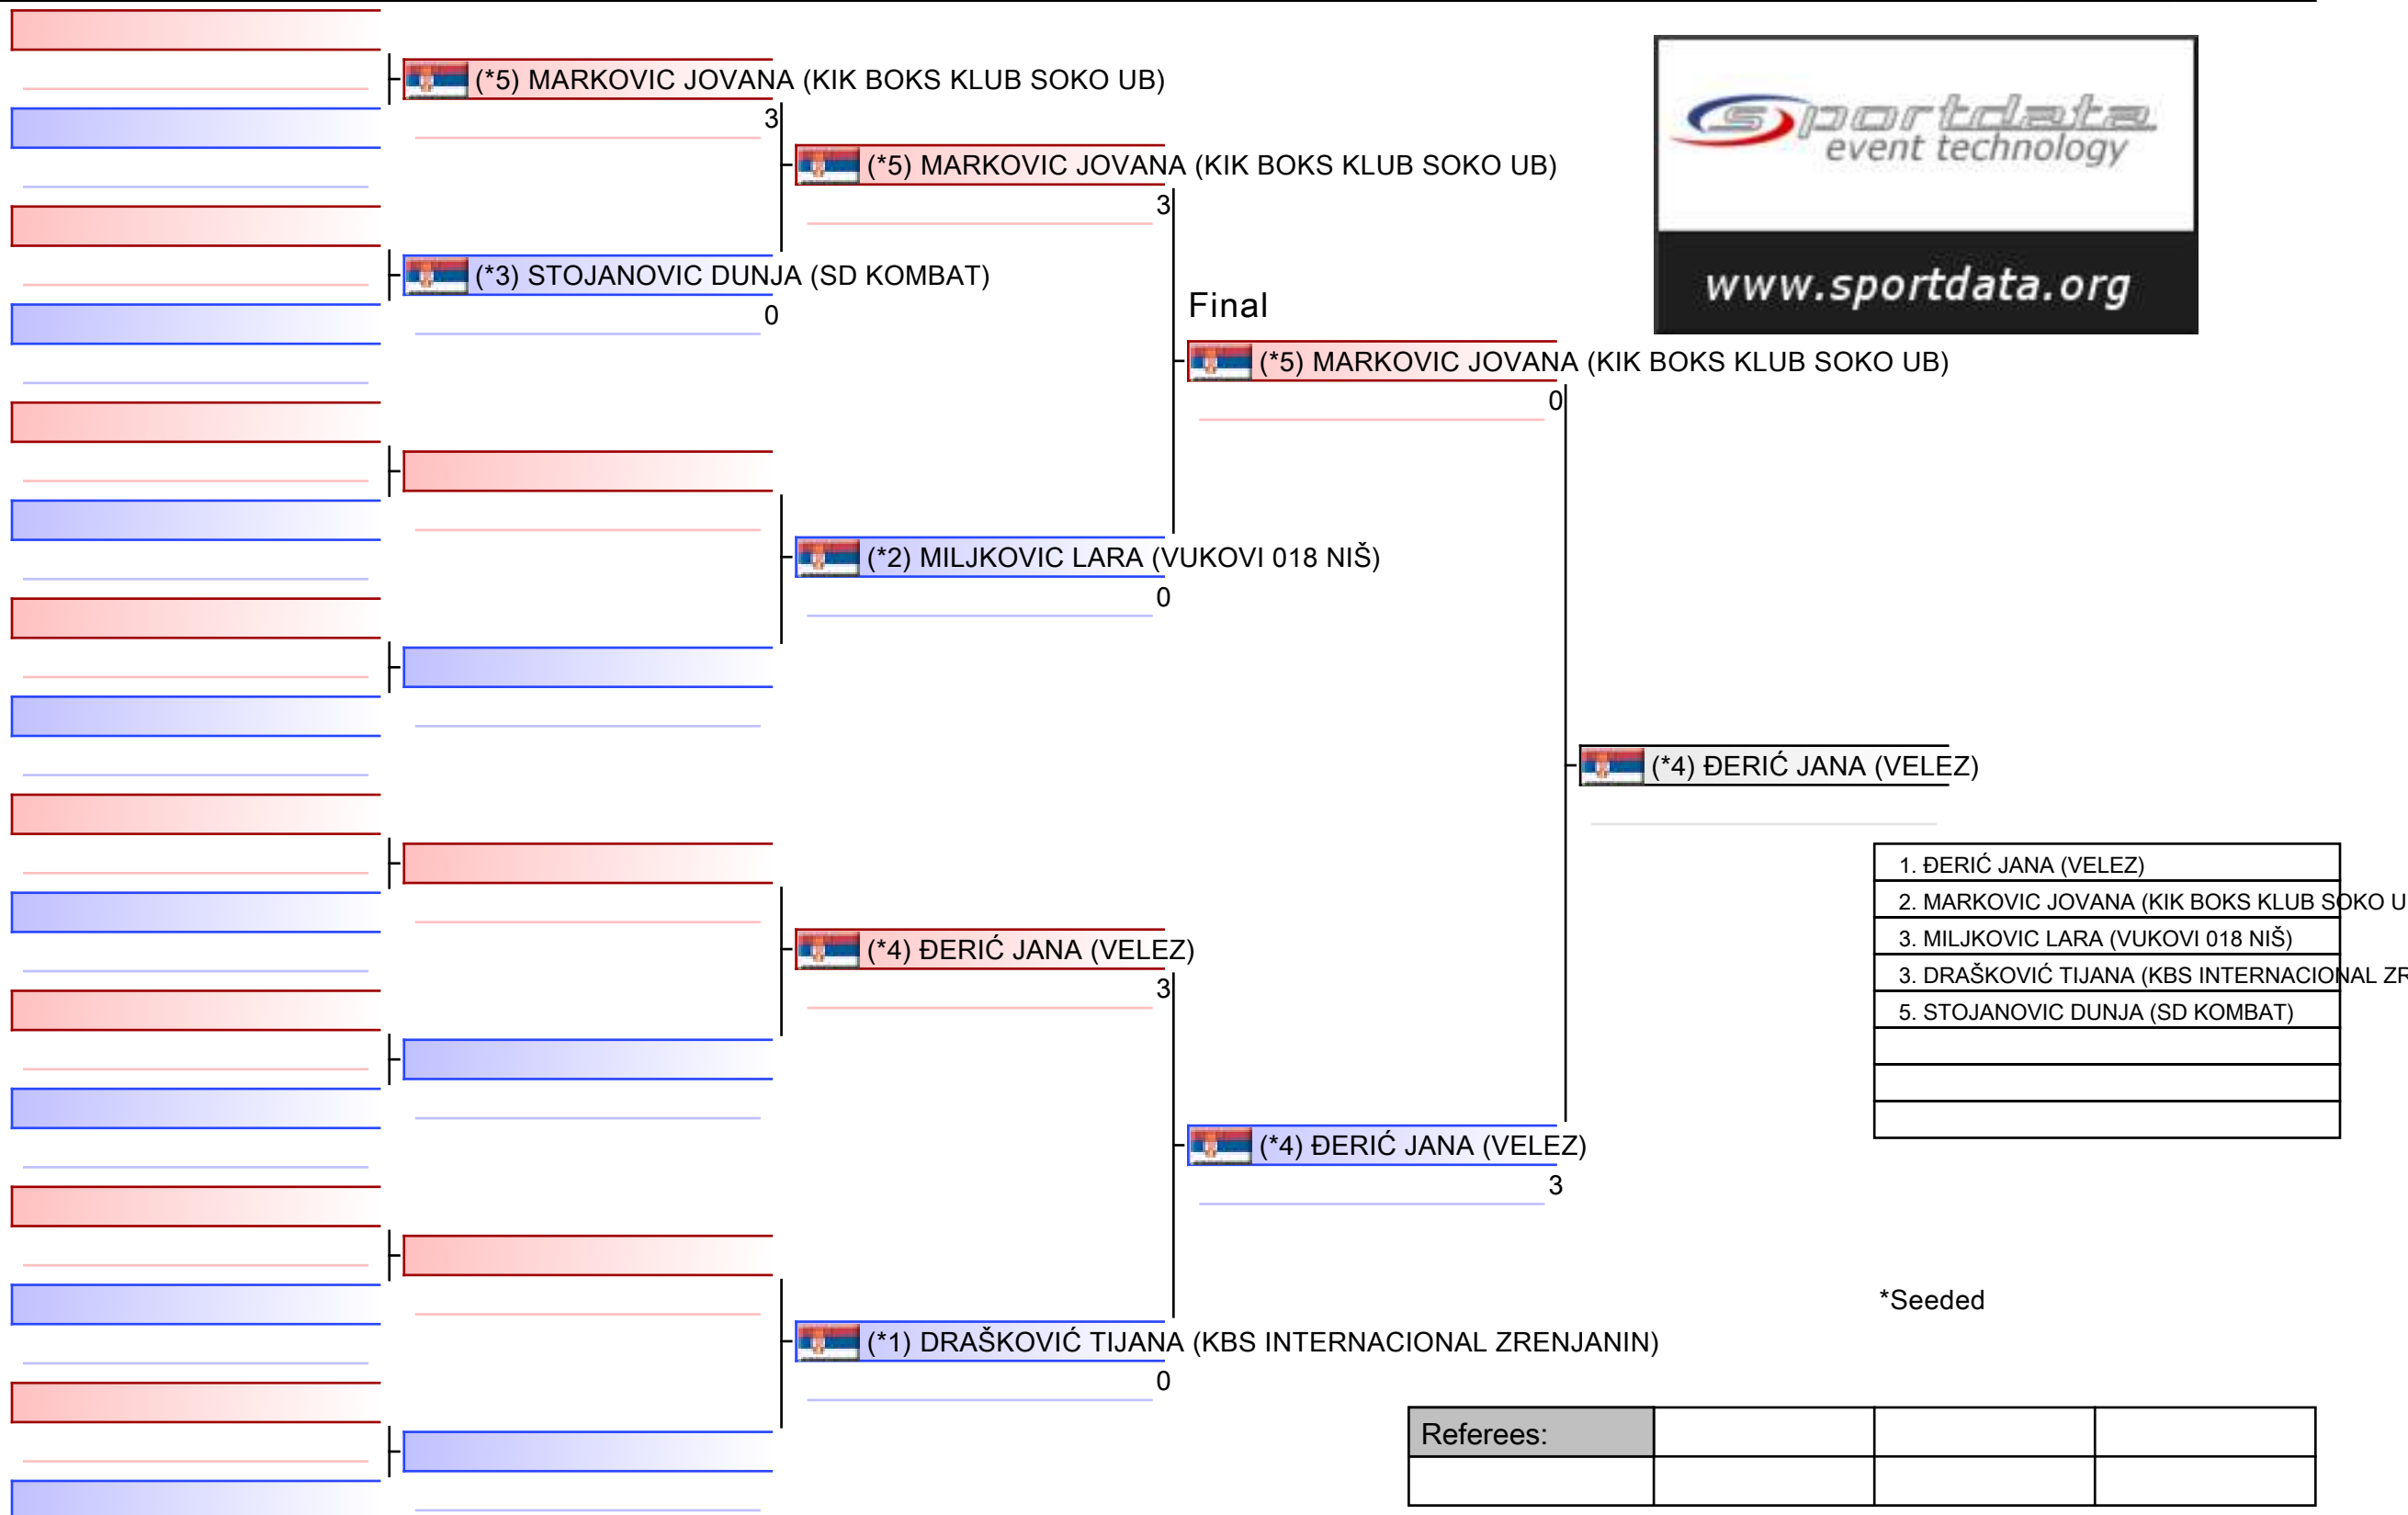 (*5) MARKOVIC JOVANA (KIK BOKS KLUB SOKO UB)
3
(*5) MARKOVIC JOVANA (KIK BOKS KLUB SOKO UB)
3
(*3) STOJANOVIC DUNJA (SD KOMBAT)
0
sportdata
event technology
www.sportdata.org
Final
(*5) MARKOVIC JOVANA (KIK BOKS KLUB SOKO UB)
0
(*2) MILJKOVIC LARA (VUKOVI 018 NIŠ)
0
(*4) ĐERIĆ JANA (VELEZ)
1. ĐERIĆ JANA (VELEZ)
2. MARKOVIC JOVANA (KIK BOKS KLUB SOKO U
3. MILJKOVIC LARA (VUKOVI 018 NIŠ)
3. DRAŠKOVIĆ TIJANA (KBS INTERNACIONAL ZR
5. STOJANOVIC DUNJA (SD KOMBAT)
(*4) ĐERIĆ JANA (VELEZ)
3
(*4) ĐERIĆ JANA (VELEZ)
3
*Seeded
(*1) DRAŠKOVIĆ TIJANA (KBS INTERNACIONAL ZRENJANIN)
0
Referees: